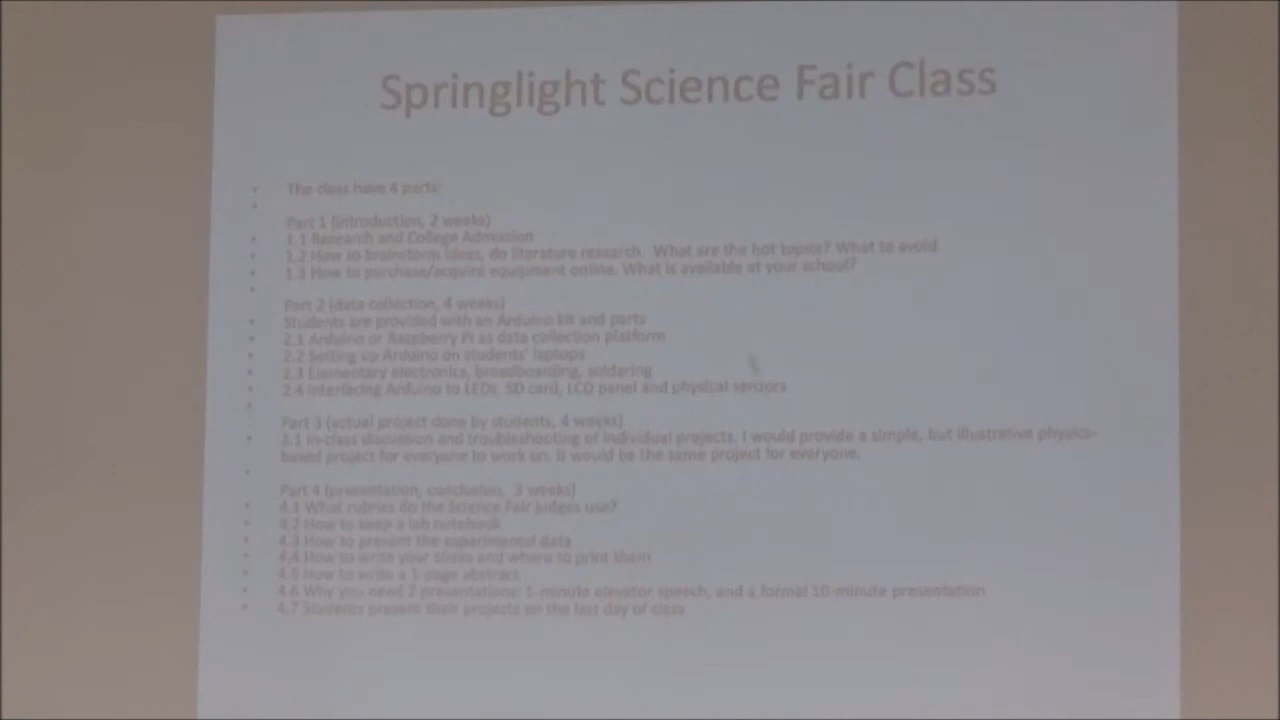 Springlight Science Fair Class
The class have 4 parts:
Part 1 (introduction, 2 weeks)
1.1 Research and College Admission
1.2 How to brainstorm ideas, do literature research. What are the hot topics? What to avoid.
1.3 How to purchase/acquire equipment online. What is available at your school?
Part 2 (data collection, 4 weeks)
Students are provided with an Arduino kit and parts
2.1 Arduino or Raspberry Pi as data collection platform
2.2 Setting up Arduino on students' laptops
2.3 Elementary electronics, breadboarding, soldering
2.4 Interfacing Arduino to LEDs, SD card, LCD panel and physical sensors
Part 3 (actual project done by students, 4 weeks)
3.1 In-class discussion and troubleshooting of individual projects. I would provide a simple, but illustrative physics-
based project for everyone to work on. It would be the same project for everyone.
Part 4 (presentation, conclusion, 3 weeks)
4.1 What rubrics do the Science Fair judges use?
4.2 How to keep a lab notebook
4.3 How to present the experimental data
4.4 How to write your slides and where to print them
4.5 How to write a 1-page abstract
4.6 Why you need 2 presentations: 1-minute elevator speech, and a formal 10-minute presentation
4.7 Students present their projects on the last day of class